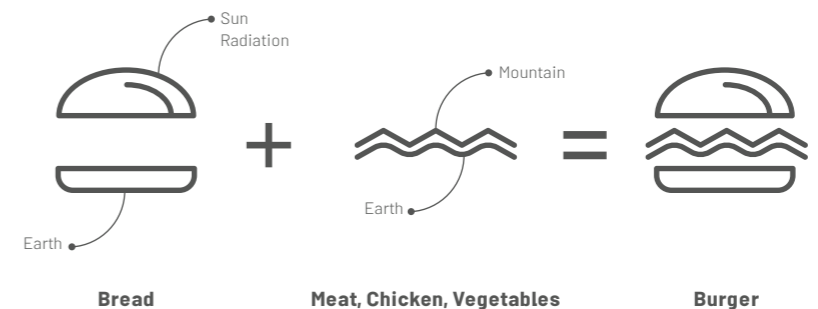 Sun
Radiation
Mountain
Earth
Earth
Bread
Meat, Chicken, Vegetables
Burger